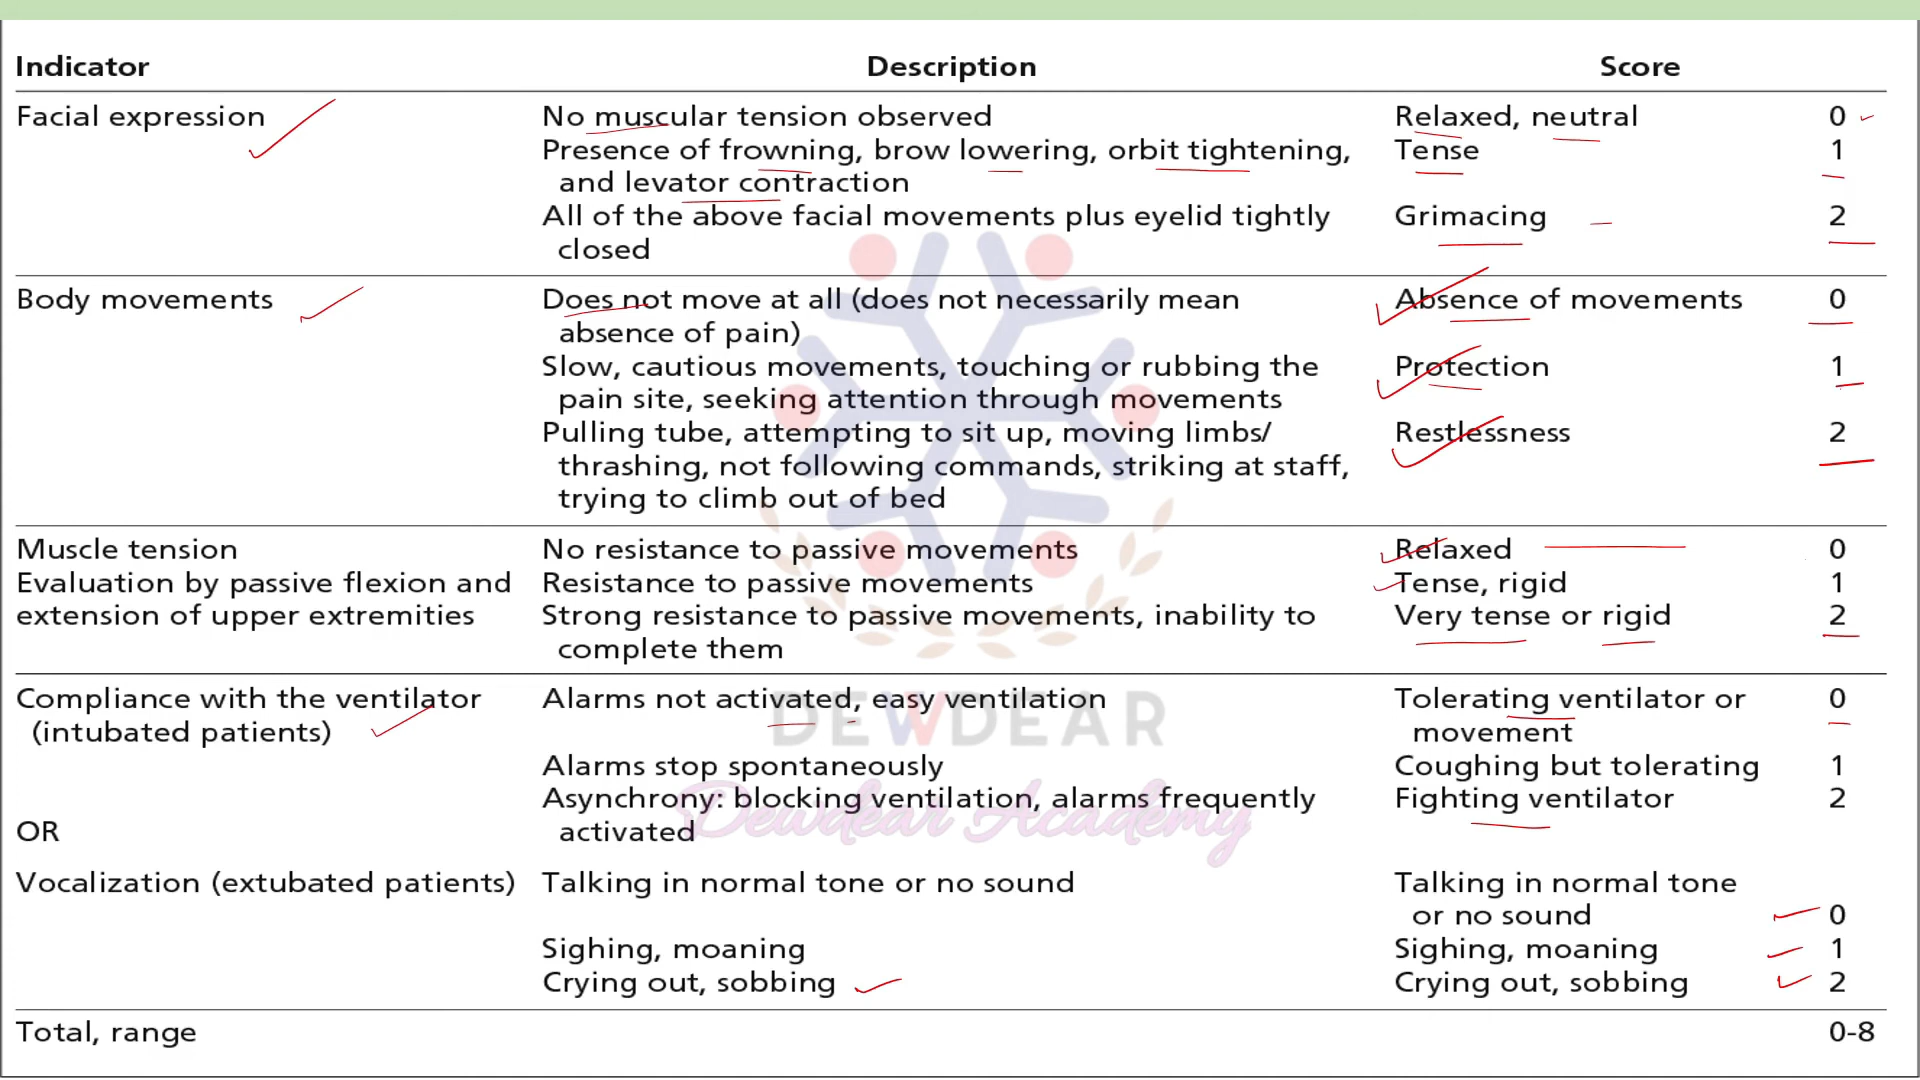 Indicator Description Score
Facial expression No muscular tension observed Relaxed, neutral 0
Presence of frowning, brow lowering, orbit tightening, Tense 1
and levator contraction
All of the above facial movements plus eyelid tightly Grimacing 2
closed
Body movements Does not move at all (does not necessarily mean Absence of movements 0
absence of pain)
Slow, cautious movements, touching or rubbing the Protection 1
pain site, seeking attention through movements
Pulling tube, attempting to sit up, moving limbs/ Restlessness 2
thrashing, not following commands, striking at staff,
trying to climb out of bed
Muscle tension No resistance to passive movements Relaxed 0
Evaluation by passive flexion and Resistance to passive movements Tense, rigid 1
extension of upper extremities Strong resistance to passive movements, inability to Very tense or rigid 2
complete them
Compliance with the ventilator Alarms not activated, easy ventilation Tolerating ventilator or 0
(intubated patients) movement
DEWDEAR
Alarms stop spontaneously Coughing but tolerating 1
Asynchrony: blocking ventilation, alarms frequently Fighting ventilator 2
OR activated
Dewdear Academy
Vocalization (extubated patients) Talking in normal tone or no sound Talking in normal tone
or no sound 0
Sighing, moaning Sighing, moaning 1
Crying out, sobbing Crying out, sobbing 2
Total, range 0-8